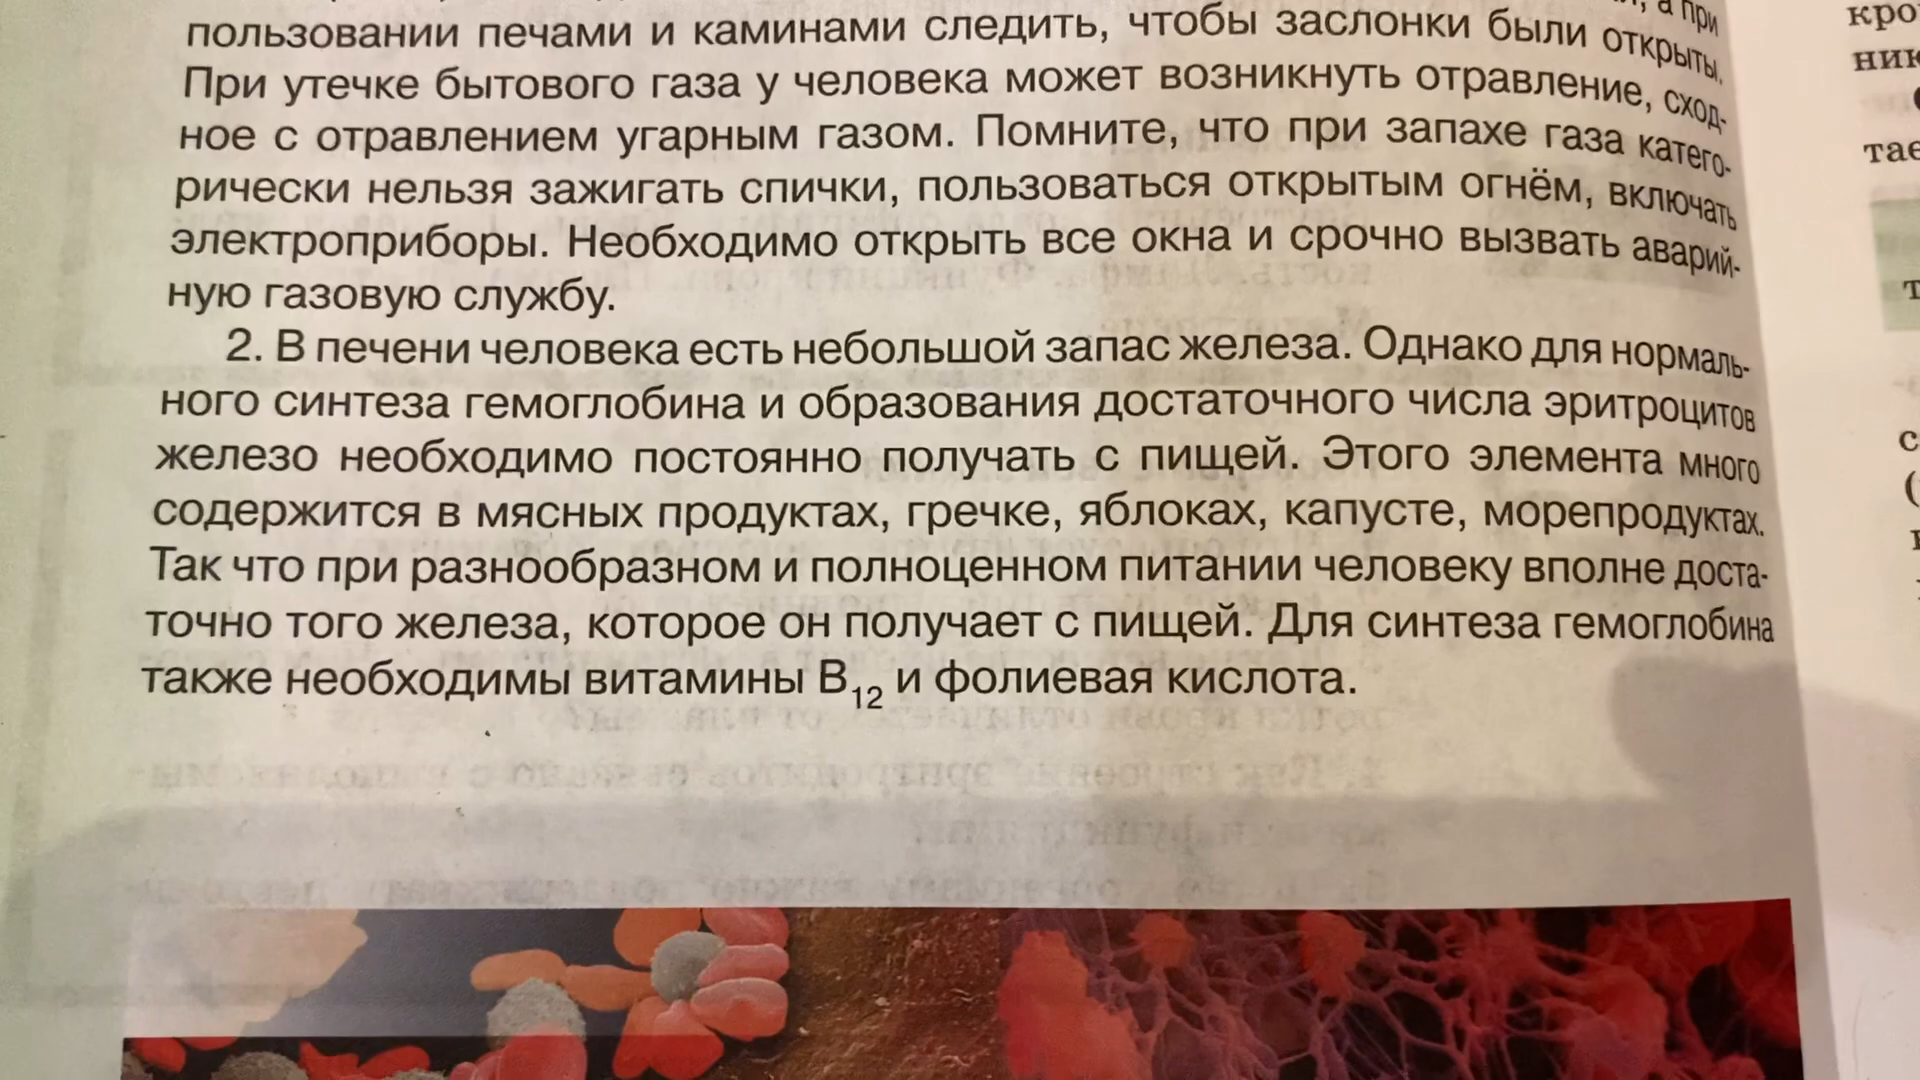 а при
пользовании печами и каминами следить, чтобы заслонки были открыты.
При утечке бытового газа у человека может возникнуть отравление, сход-
ное с отравлением угарным газом. Помните, что при запахе газа катего-
рически нельзя зажигать спички, пользоваться открытым огнём, включать
электроприборы. Необходимо открыть все окна и срочно вызвать аварий-
ную газовую службу.
2. В печени человека есть небольшой запас железа. Однако для нормаль-
ного синтеза гемоглобина и образования достаточного числа эритроцитов
железо необходимо постоянно получать с пищей. Этого элемента много
содержится в мясных продуктах, гречке, яблоках, капусте, морепродуктах.
Так что при разнообразном и полноценном питании человеку вполне доста-
точно того железа, которое он получает с пищей. Для синтеза гемоглобина
также необходимы витамины B12 и фолиевая кислота.